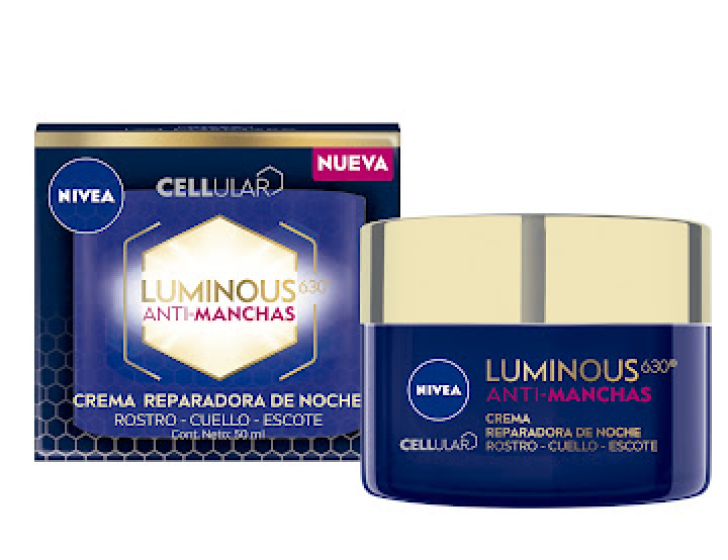 NUEVA
NIVEA
CELLULAR
LUMINOUS630
ANTI-MANCHAS
CREMA REPARADORA DE NOCHE
ROSTRO - CUELLO - ESCOTE
Cont. Neto: 50 ml
NIVEA
LUMINOUS630®
ANTI-MANCHAS
CREMA
REPARADORA DE NOCHE
CELLULAR
ROSTRO - CUELLO - ESCOTE